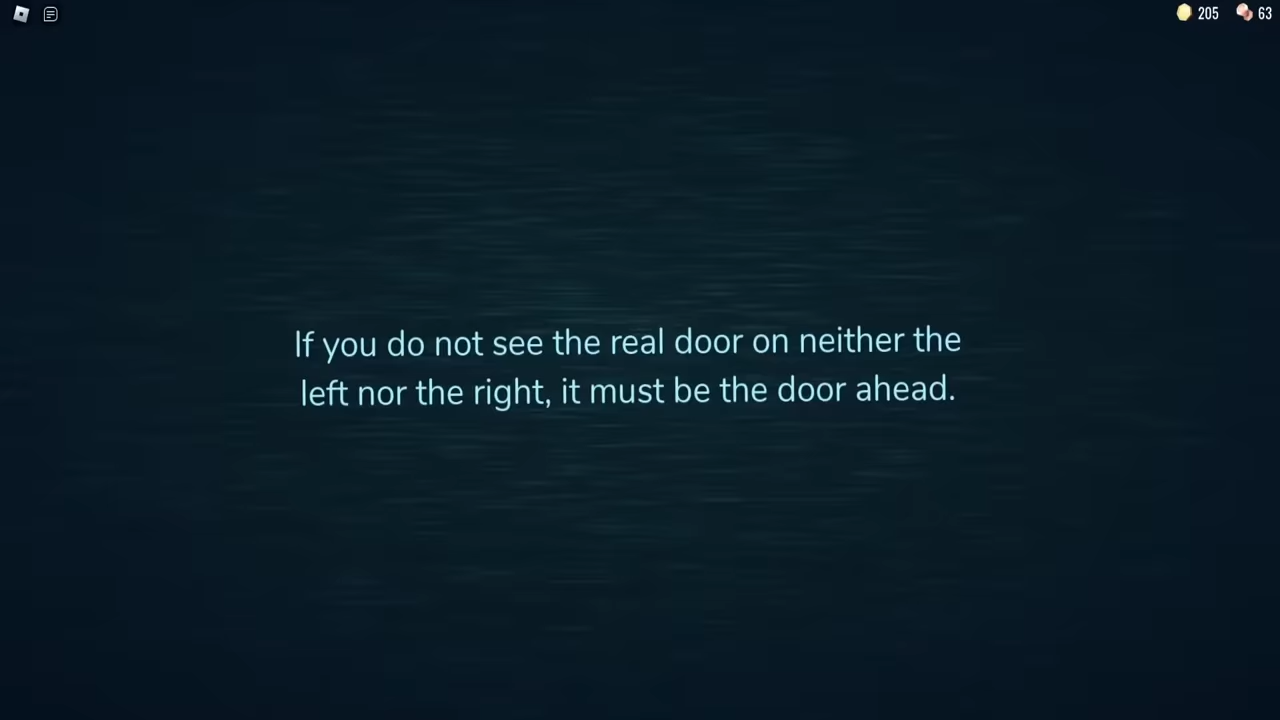 205 63
If you do not see the real door on neither the
left nor the right, it must be the door ahead.